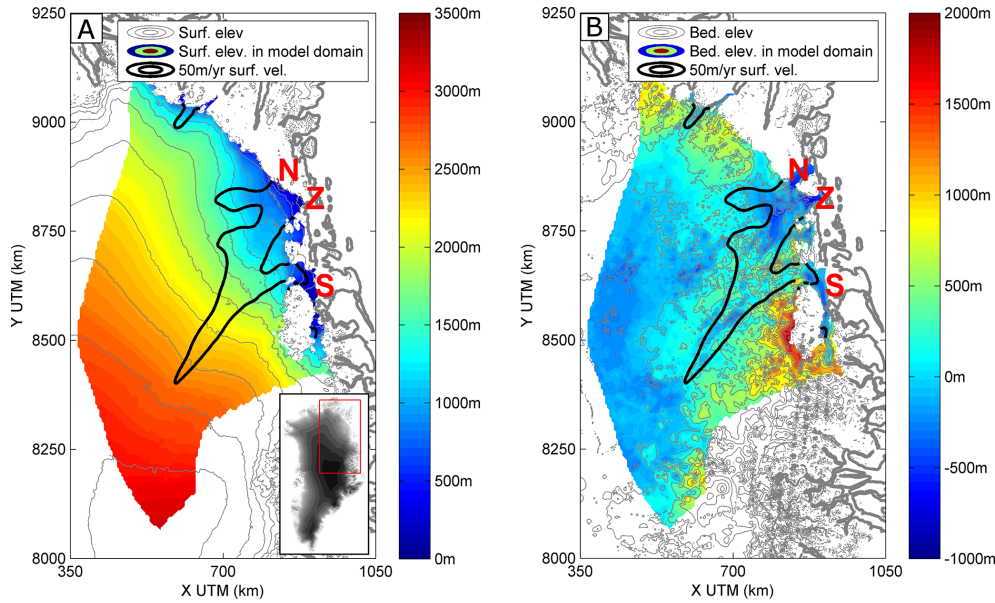 A
Surf. elev
Surf. elev. in model domain
50m/yr surf. vel.
9250
9000
8750
8500
8250
8000
Y UTM (km)
350
700
1050
X UTM (km)
N
Z
S
3500m
3000m
2500m
2000m
1500m
1000m
500m
0m
B
Bed. elev
Bed. elev. in model domain
50m/yr surf. vel.
9250
9000
8750
8500
8250
8000
Y UTM (km)
350
700
1050
X UTM (km)
N
Z
S
2000m
1500m
1000m
500m
0m
-500m
-1000m